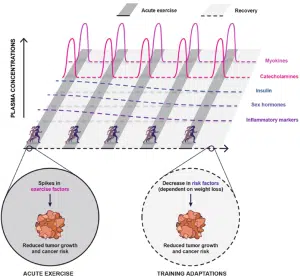 Acute exercise
Recovery
PLASMA CONCENTRATIONS
Myokines
Catecholamines
Insulin
Sex hormones
Inflammatory markers
Spikes in
exercise factors
Reduced tumor growth
and cancer risk
ACUTE EXERCISE
Decrease in risk factors
(dependent on weight loss)
Reduced tumor growth
and cancer risk
TRAINING ADAPTATIONS